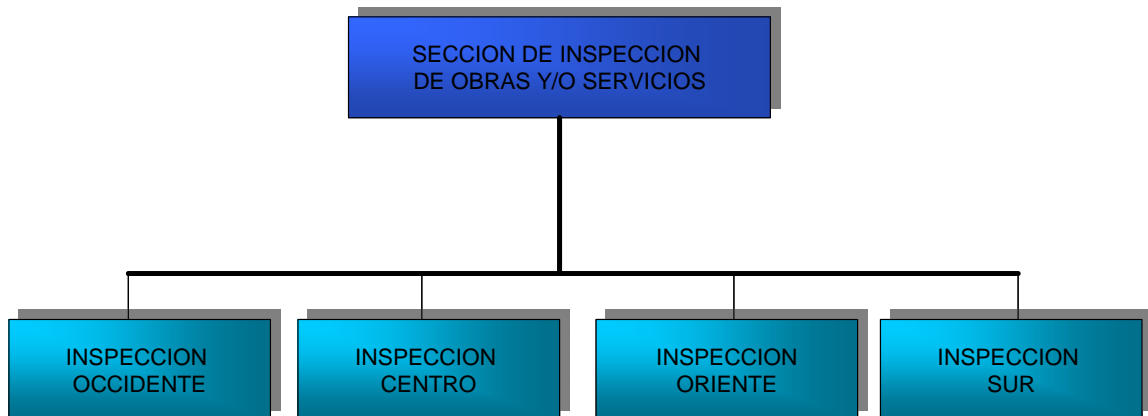 SECCION DE INSPECCION
DE OBRAS Y/O SERVICIOS
INSPECCION
OCCIDENTE
INSPECCION
CENTRO
INSPECCION
ORIENTE
INSPECCION
SUR